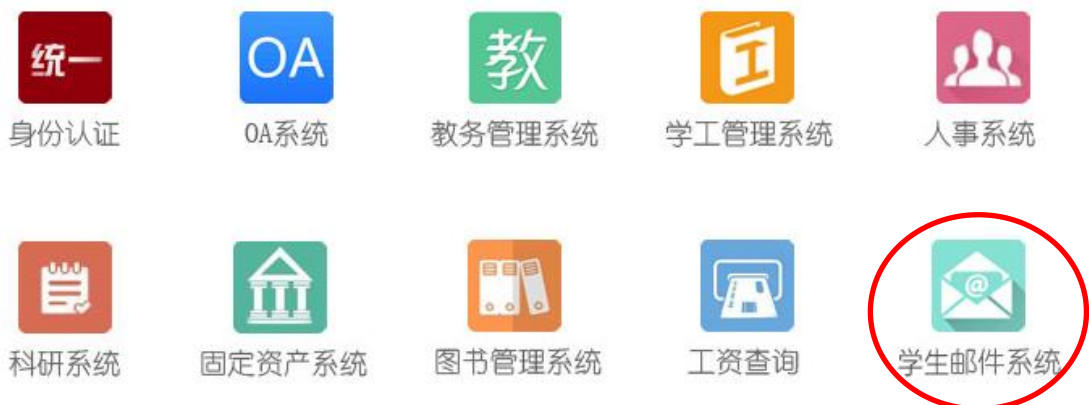 统一
OA
教
工
身份认证
OA系统
教务管理系统
学工管理系统
人事系统
@
科研系统
固定资产系统
图书管理系统
工资查询
学生邮件系统